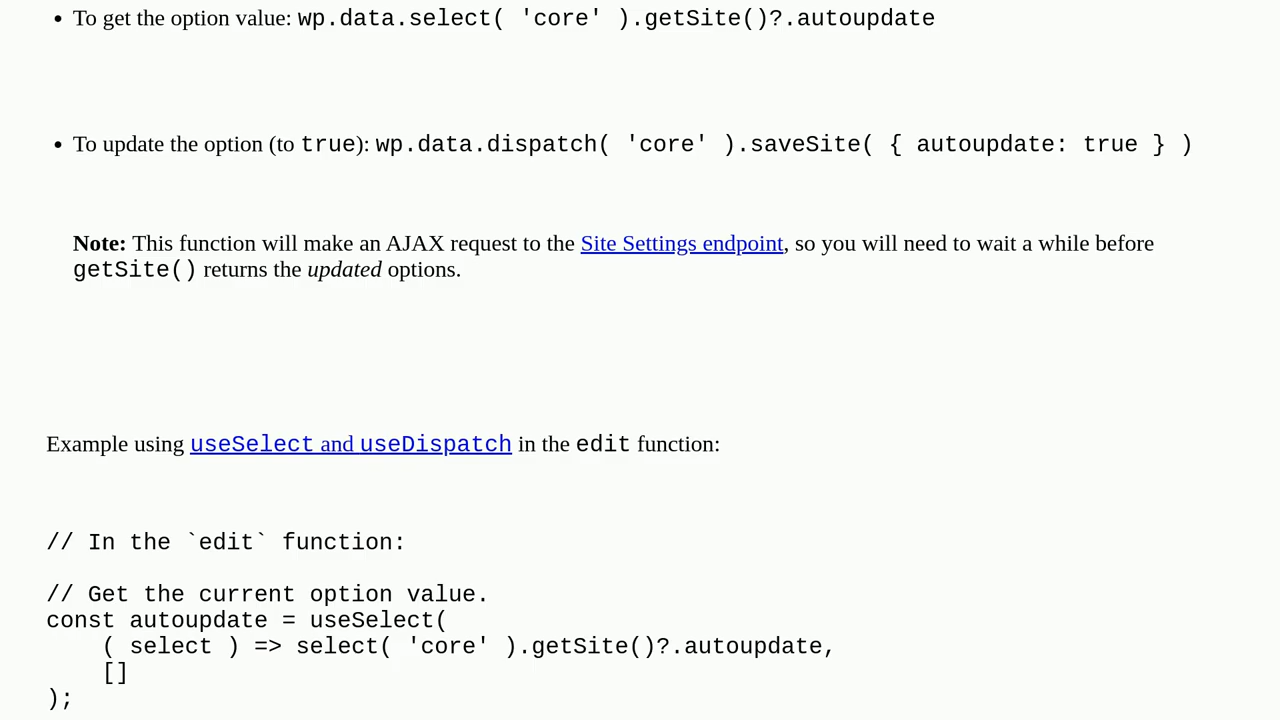 • To get the option value: wp.data.select( 'core' ).getSite()?.autoupdate
• To update the option (to true): wp.data.dispatch( 'core' ).saveSite( { autoupdate: true } )
Note: This function will make an AJAX request to the Site Settings endpoint, so you will need to wait a while before
getSite() returns the updated options.
Example using useSelect and useDispatch in the edit function:
// In the `edit` function:
// Get the current option value.
const autoupdate = useSelect(
    ( select ) => select( 'core' ).getSite()?.autoupdate,
    []
);